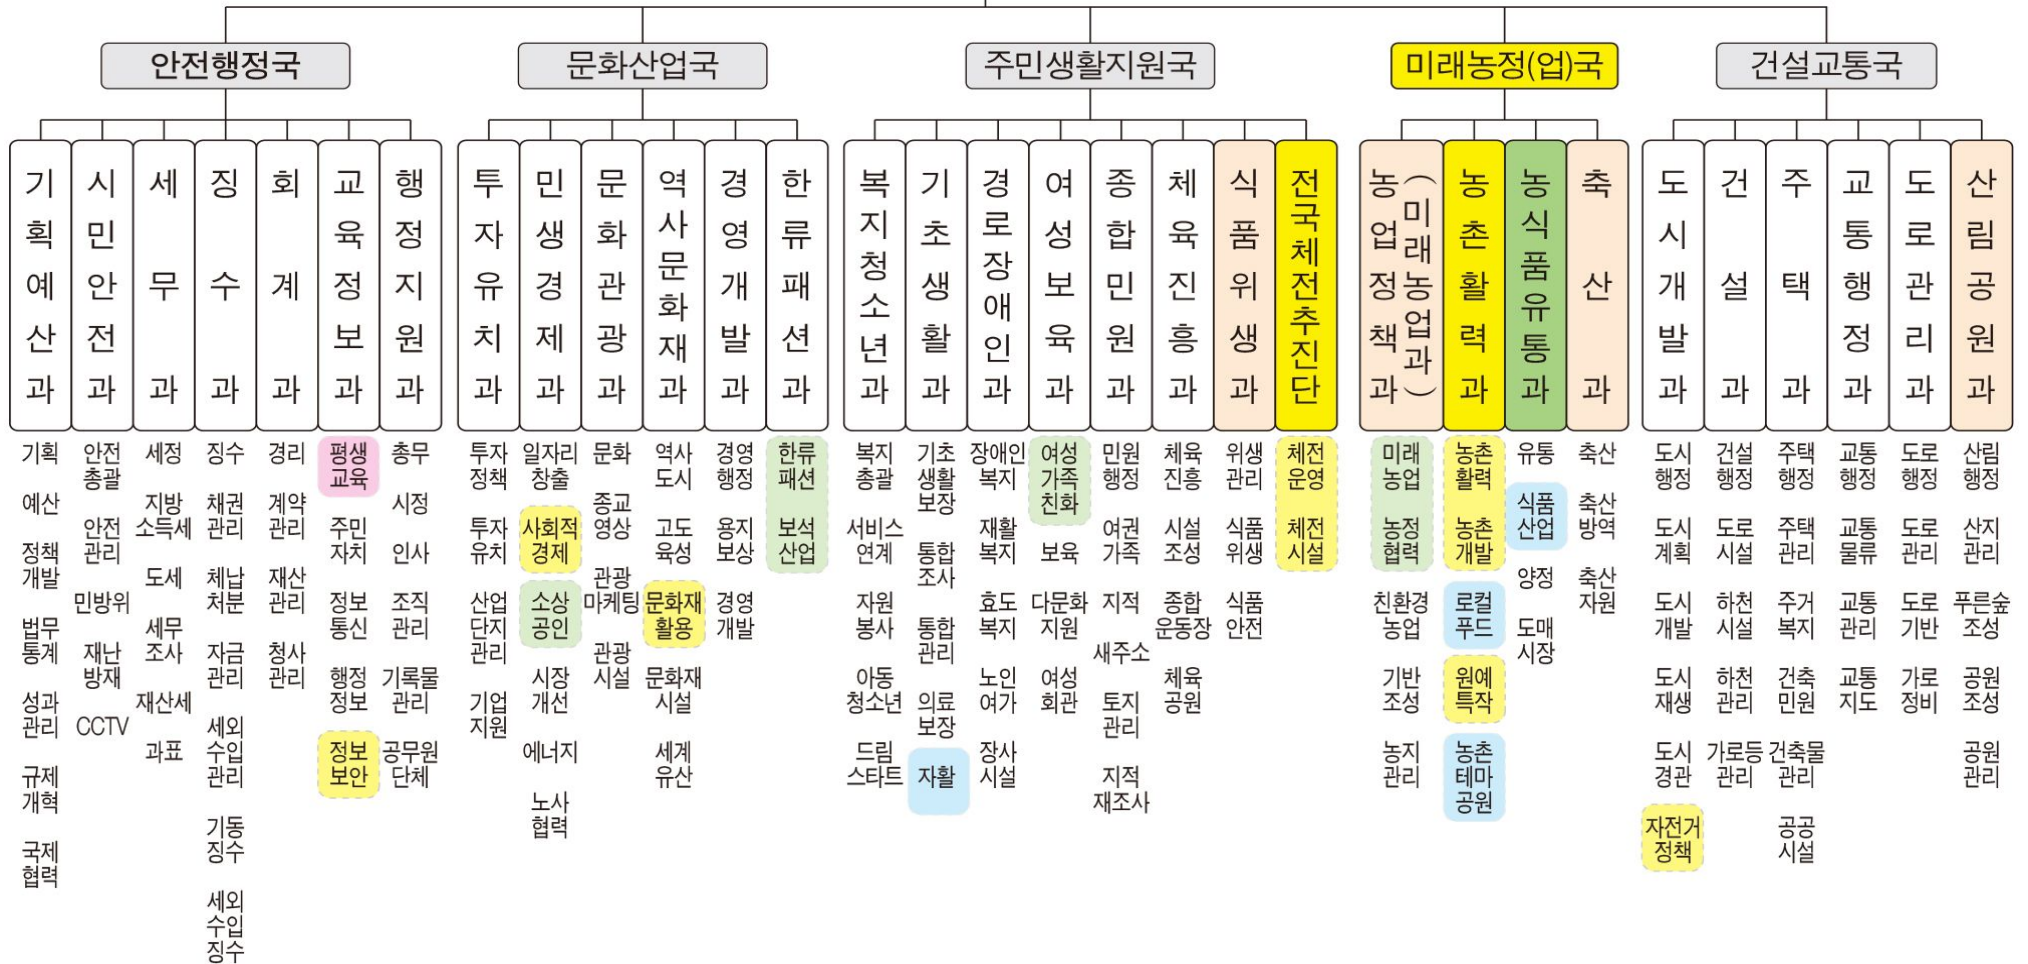 안전행정국
문화산업국
주민생활지원국
미래농정(업)국
건설교통국
기획예산과
시민안전과
세무과
징수과
회계과
교육정보과
행정지원과
투자유치과
민생경제과
문화관광과
역사문화재과
경영개발과
한류패션과
복지청소년과
기초생활과
경로장애인과
여성보육과
종합민원과
체육진흥과
식품위생과
전국체전추진단
농업정책과
(미래농업과)
농촌활력과
농식품유통과
축산과
도시개발과
건설과
주택과
교통행정과
도로관리과
산림공원과
기획
예산
정책
개발
법무
통계
성과
관리
규제
개혁
국제
협력
안전
총괄
안전
관리
민방위
재난
방재
CCTV
세정
지방
소득세
도세
세무
조사
재산세
과표
징수
채권
관리
체납
처분
자금
관리
세외
수입
관리
기동
징수
세외
수입
징수
경리
계약
관리
재산
관리
청사
관리
평생
교육
주민
자치
정보
통신
행정
정보
정보
보안
총무
시정
인사
조직
관리
기록물
관리
공무원
단체
투자
정책
투자
유치
산업
단지
관리
기업
지원
일자리
창출
사회적
경제
소상
공인
시장
개선
에너지
노사
협력
문화
종교
영상
관광
마케팅
관광
시설
역사
도시
고도
육성
문화재
활용
문화재
시설
세계
유산
경영
행정
용지
보상
경영
개발
한류
패션
보석
산업
복지
총괄
서비스
연계
자원
봉사
아동
청소년
드림
스타트
기초
생활
보장
통합
조사
통합
관리
의료
보장
자활
장애인
복지
재활
복지
효도
복지
노인
여가
장사
시설
여성
가족
친화
보육
다문화
지원
여성
회관
민원
행정
여권
가족
지적
새주소
토지
관리
지적
재조사
체육
진흥
시설
조성
종합
운동장
체육
공원
위생
관리
식품
위생
식품
안전
체전
운영
체전
시설
미래
농업
농정
협력
친환경
농업
기반
조성
농지
관리
농촌
활력
농촌
개발
로컬
푸드
원예
특작
농촌
테마
공원
유통
식품
산업
양정
도매
시장
축산
축산
방역
축산
자원
도시
행정
도시
계획
도시
개발
도시
재생
도시
경관
자전거
정책
건설
행정
도로
시설
하천
시설
하천
관리
가로등
관리
주택
행정
주택
관리
주거
복지
건축
민원
건축물
관리
공공
시설
교통
행정
교통
물류
교통
관리
교통
지도
도로
행정
도로
관리
도로
기반
가로
정비
산림
행정
산지
관리
푸른숲
조성
공원
조성
공원
관리